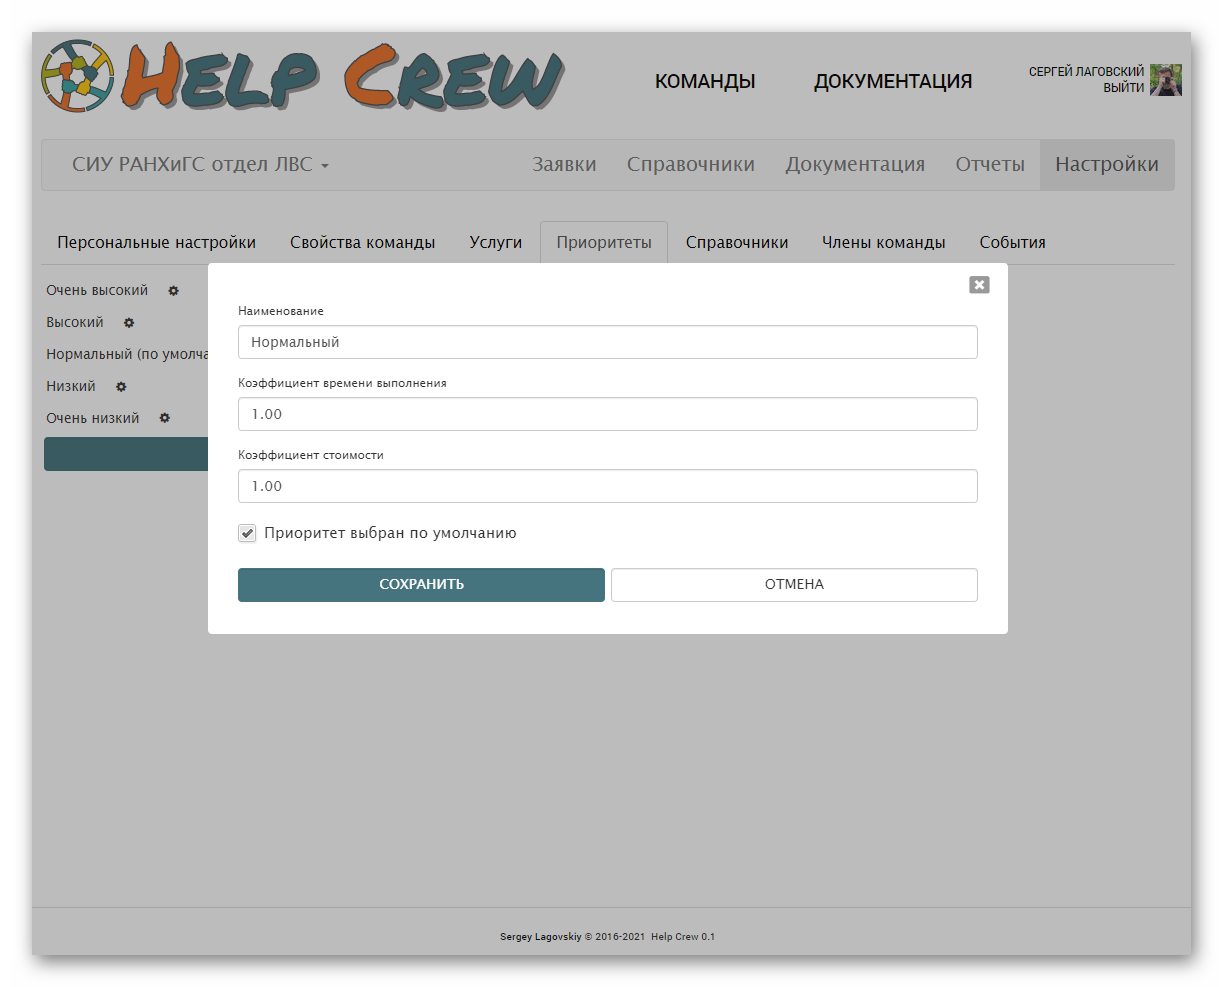 HELP CREW
КОМАНДЫ
ДОКУМЕНТАЦИЯ
СЕРГЕЙ ЛАГОВСКИЙ
ВЫЙТИ
СИУ РАНХиГС отдел ЛВС
Заявки
Справочники
Документация
Отчеты
Настройки
Персональные настройки
Свойства команды
Услуги
Приоритеты
Справочники
Члены команды
События
Очень высокий
Высокий
Нормальный (по умолча
Низкий
Очень низкий
Наименование
Нормальный
Коэффициент времени выполнения
1.00
Коэффициент стоимости
1.00
Приоритет выбран по умолчанию
СОХРАНИТЬ
ОТМЕНА
Sergey Lagovskiy © 2016-2021 Help Crew 0.1